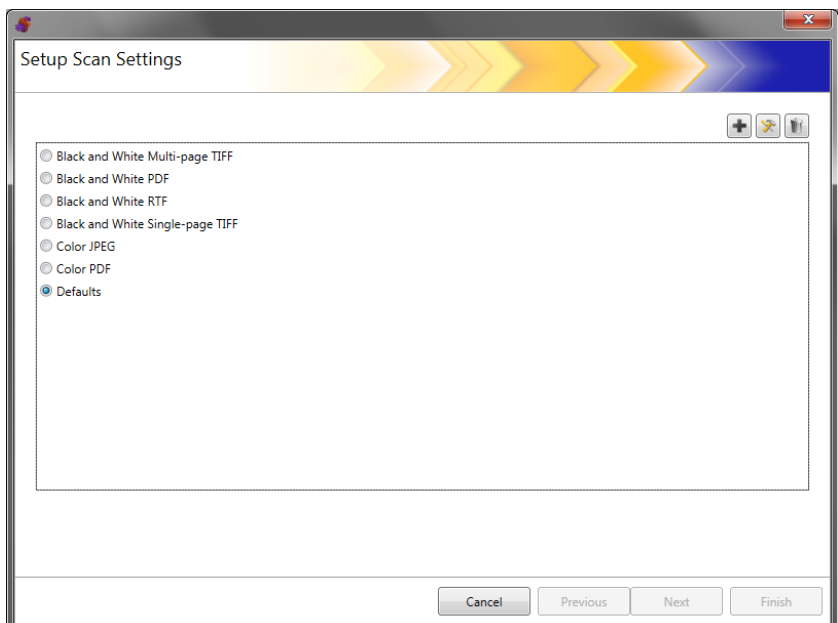 Setup Scan Settings
Black and White Multi-page TIFF
Black and White PDF
Black and White RTF
Black and White Single-page TIFF
Color JPEG
Color PDF
Defaults
Cancel Previous Next Finish